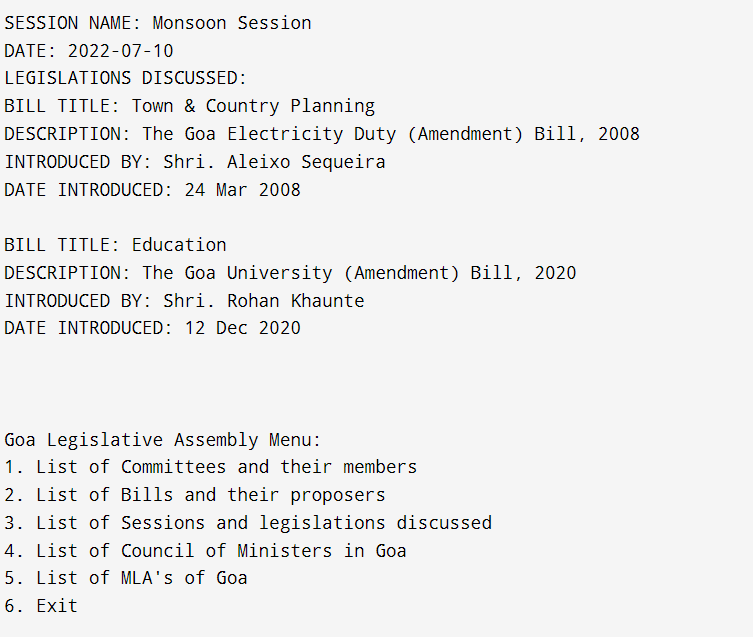 SESSION NAME: Monsoon Session
DATE: 2022-07-10
LEGISLATIONS DISCUSSED:
BILL TITLE: Town & Country Planning
DESCRIPTION: The Goa Electricity Duty (Amendment) Bill, 2008
INTRODUCED BY: Shri. Aleixo Sequeira
DATE INTRODUCED: 24 Mar 2008
BILL TITLE: Education
DESCRIPTION: The Goa University (Amendment) Bill, 2020
INTRODUCED BY: Shri. Rohan Khaunte
DATE INTRODUCED: 12 Dec 2020
Goa Legislative Assembly Menu:
1. List of Committees and their members
2. List of Bills and their proposers
3. List of Sessions and legislations discussed
4. List of Council of Ministers in Goa
5. List of MLA's of Goa
6. Exit